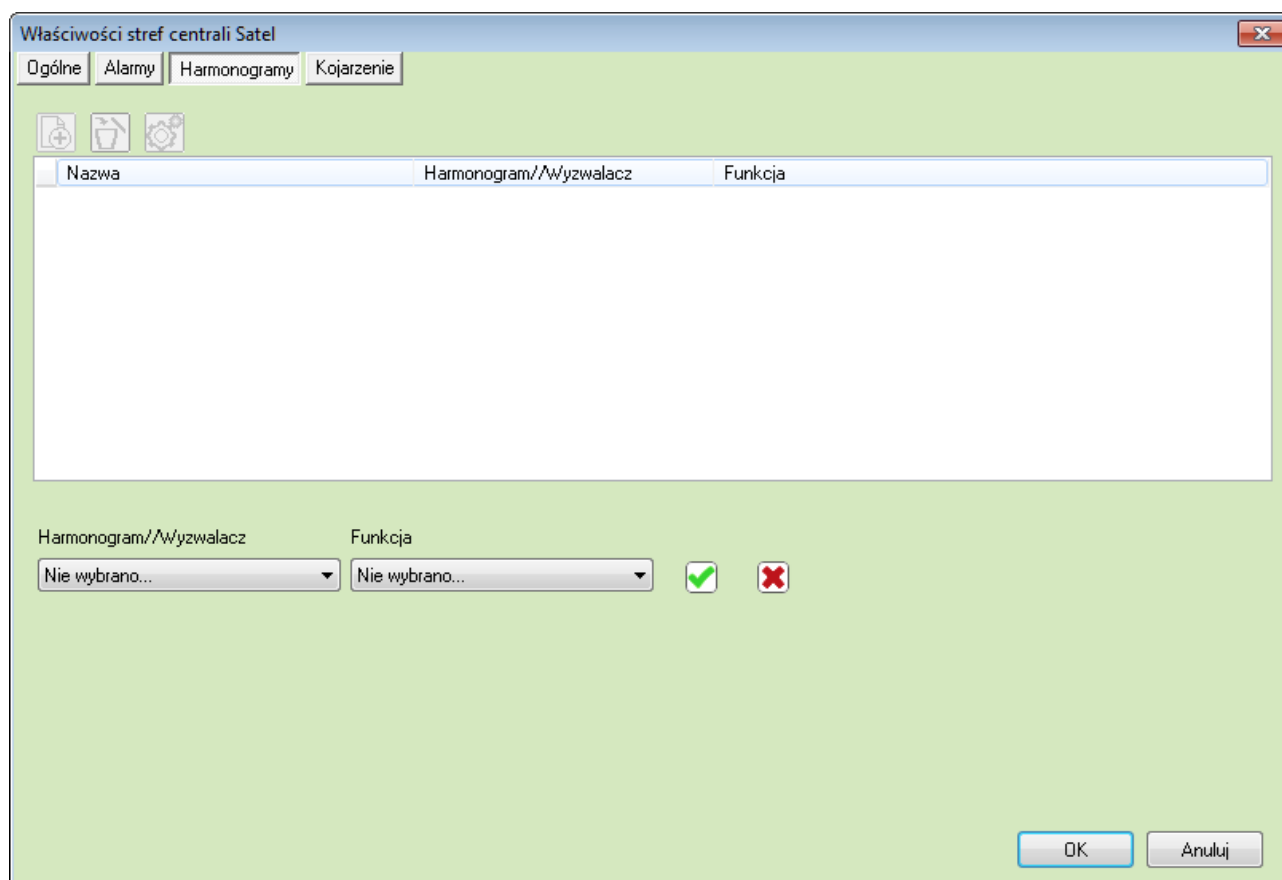 Właściwości stref centrali Satel
Ogólne Alarmy Harmonogramy Kojarzenie
Nazwa Harmonogram//Wyzwalacz Funkcja
Harmonogram//Wyzwalacz Funkcja
Nie wybrano... Nie wybrano...
OK Anuluj